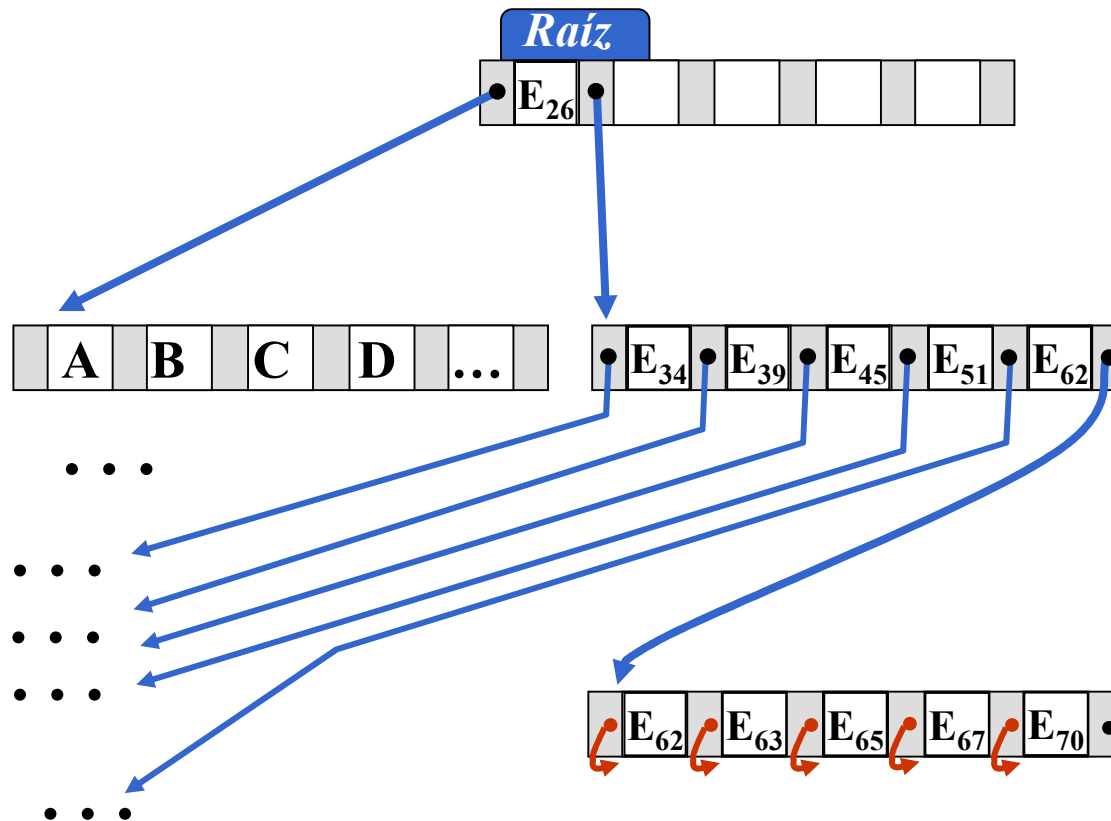 Raíz
E26
A B C D …
E34 E39 E45 E51 E62
• • •
• • •
• • •
• • •
E62 E63 E65 E67 E70
• • •